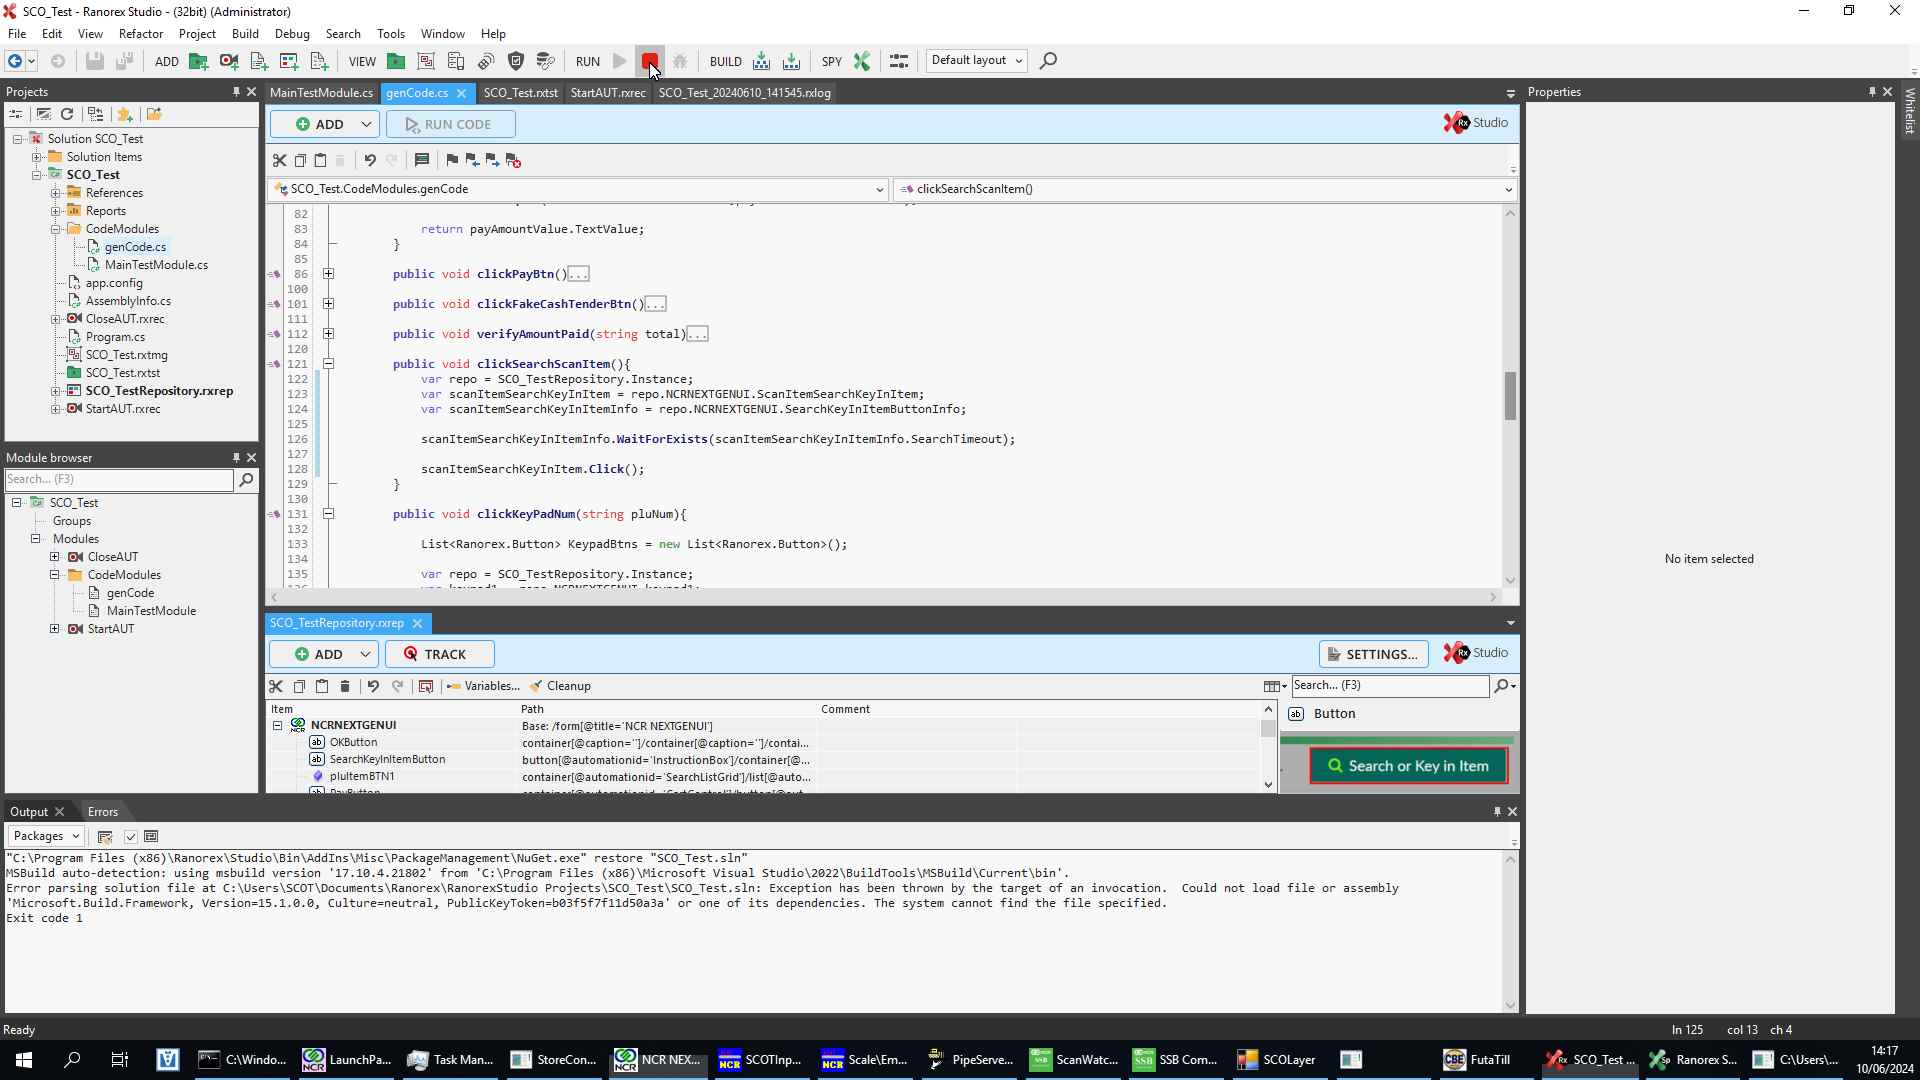 SCO_Test - Ranorex Studio - (32bit) (Administrator)
File Edit View Refactor Project Build Debug Search Tools Window Help
ADD VIEW RUN BUILD SPY Default layout
Projects
Solution SCO_Test
Solution Items
SCO_Test
References
Reports
CodeModules
genCode.cs
MainTestModule.cs
app.config
AssemblyInfo.cs
CloseAUT.rxrec
Program.cs
SCO_Test.rxtmg
SCO_Test.rxtst
SCO_TestRepository.rxrep
StartAUT.rxrec
Module browser
Search... (F3)
SCO_Test
Groups
Modules
CloseAUT
CodeModules
genCode
MainTestModule
StartAUT
MainTestModule.cs genCode.cs SCO_Test.rxtst StartAUT.rxrec SCO_Test_20240610_141545.rxlog
ADD RUN CODE Rx Studio
SCO_Test.CodeModules.genCode clickSearchScanItem()
82
83 return payAmountValue.TextValue;
84 }
85
86 public void clickPayBtn()...
100
101 public void clickFakeCashTenderBtn()...
111
112 public void verifyAmountPaid(string total)...
120
121 public void clickSearchScanItem(){
122 var repo = SCO_TestRepository.Instance;
123 var scanItemSearchKeyInItem = repo.NCRNEXTGENUI.ScanItemSearchKeyInItem;
124 var scanItemSearchKeyInItemInfo = repo.NCRNEXTGENUI.SearchKeyInItemButtonInfo;
125
126 scanItemSearchKeyInItemInfo.WaitForExists(scanItemSearchKeyInItemInfo.SearchTimeout);
127
128 scanItemSearchKeyInItem.Click();
129 }
130
131 public void clickKeyPadNum(string pluNum){
132
133 List<Ranorex.Button> KeypadBtns = new List<Ranorex.Button>();
134
135 var repo = SCO_TestRepository.Instance;
SCO_TestRepository.rxrep
ADD TRACK SETTINGS... Rx Studio
Variables... Cleanup Search... (F3)
Item Path Comment
NCRNEXTGENUI Base: /form[@title='NCR NEXTGENUI']
OKButton container[@caption='']/container[@caption='']/contai...
SearchKeyInItemButton button[@automationid='InstructionBox']/container[@...
pluItemBTN1 container[@automationid='SearchListGrid']/list[@auto...
PayButton container[@automationid='CartControl']/button[@aut...
ab Button
Search or Key in Item
Properties
No item selected
Whitelist
Output Errors
Packages
"C:\Program Files (x86)\Ranorex\Studio\Bin\AddIns\Misc\PackageManagement\NuGet.exe" restore "SCO_Test.sln"
MSBuild auto-detection: using msbuild version '17.10.4.21802' from 'C:\Program Files (x86)\Microsoft Visual Studio\2022\BuildTools\MSBuild\Current\bin'.
Error parsing solution file at C:\Users\SCOT\Documents\Ranorex\RanorexStudio Projects\SCO_Test\SCO_Test.sln: Exception has been thrown by the target of an invocation.  Could not load file or assembly
'Microsoft.Build.Framework, Version=15.1.0.0, Culture=neutral, PublicKeyToken=b03f5f7f11d50a3a' or one of its dependencies. The system cannot find the file specified.
Exit code 1
Ready ln 125 col 13 ch 4
C:\Windo... LaunchPa... Task Man... StoreCon... NCR NEX... SCOTInp... Scale\Em... PipeServe... ScanWatc... SSB Com... SCOLayer FutaTill SCO_Test ... Ranorex S... C:\Users\...
14:17
10/06/2024